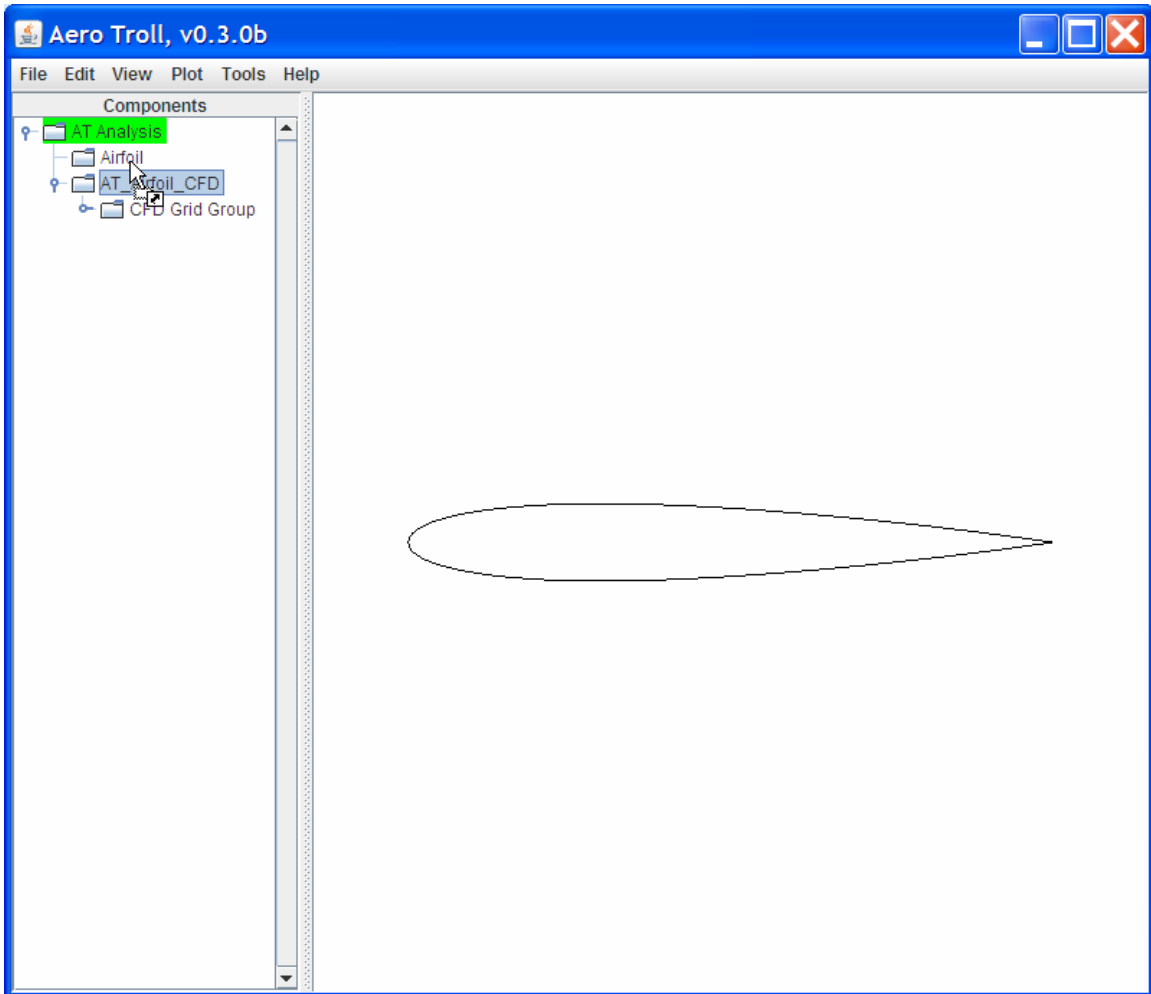 Aero Troll, v0.3.0b
File Edit View Plot Tools Help
Components
AT Analysis
Airfoil
AT_Airfoil_CFD
CFD Grid Group